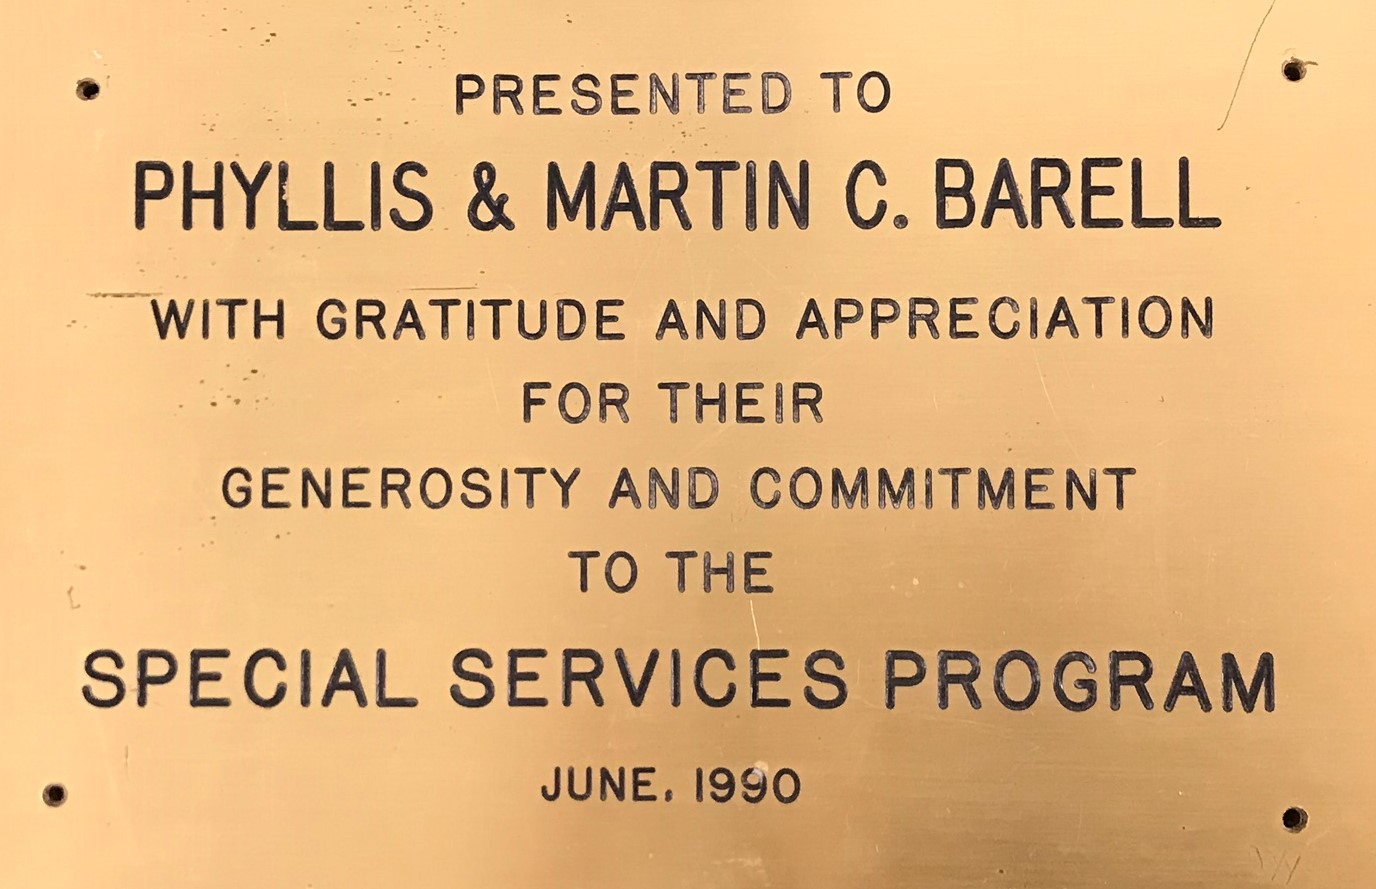 PRESENTED TO
PHYLLIS & MARTIN C. BARELL
WITH GRATITUDE AND APPRECIATION
FOR THEIR
GENEROSITY AND COMMITMENT
TO THE
SPECIAL SERVICES PROGRAM
JUNE, 1990